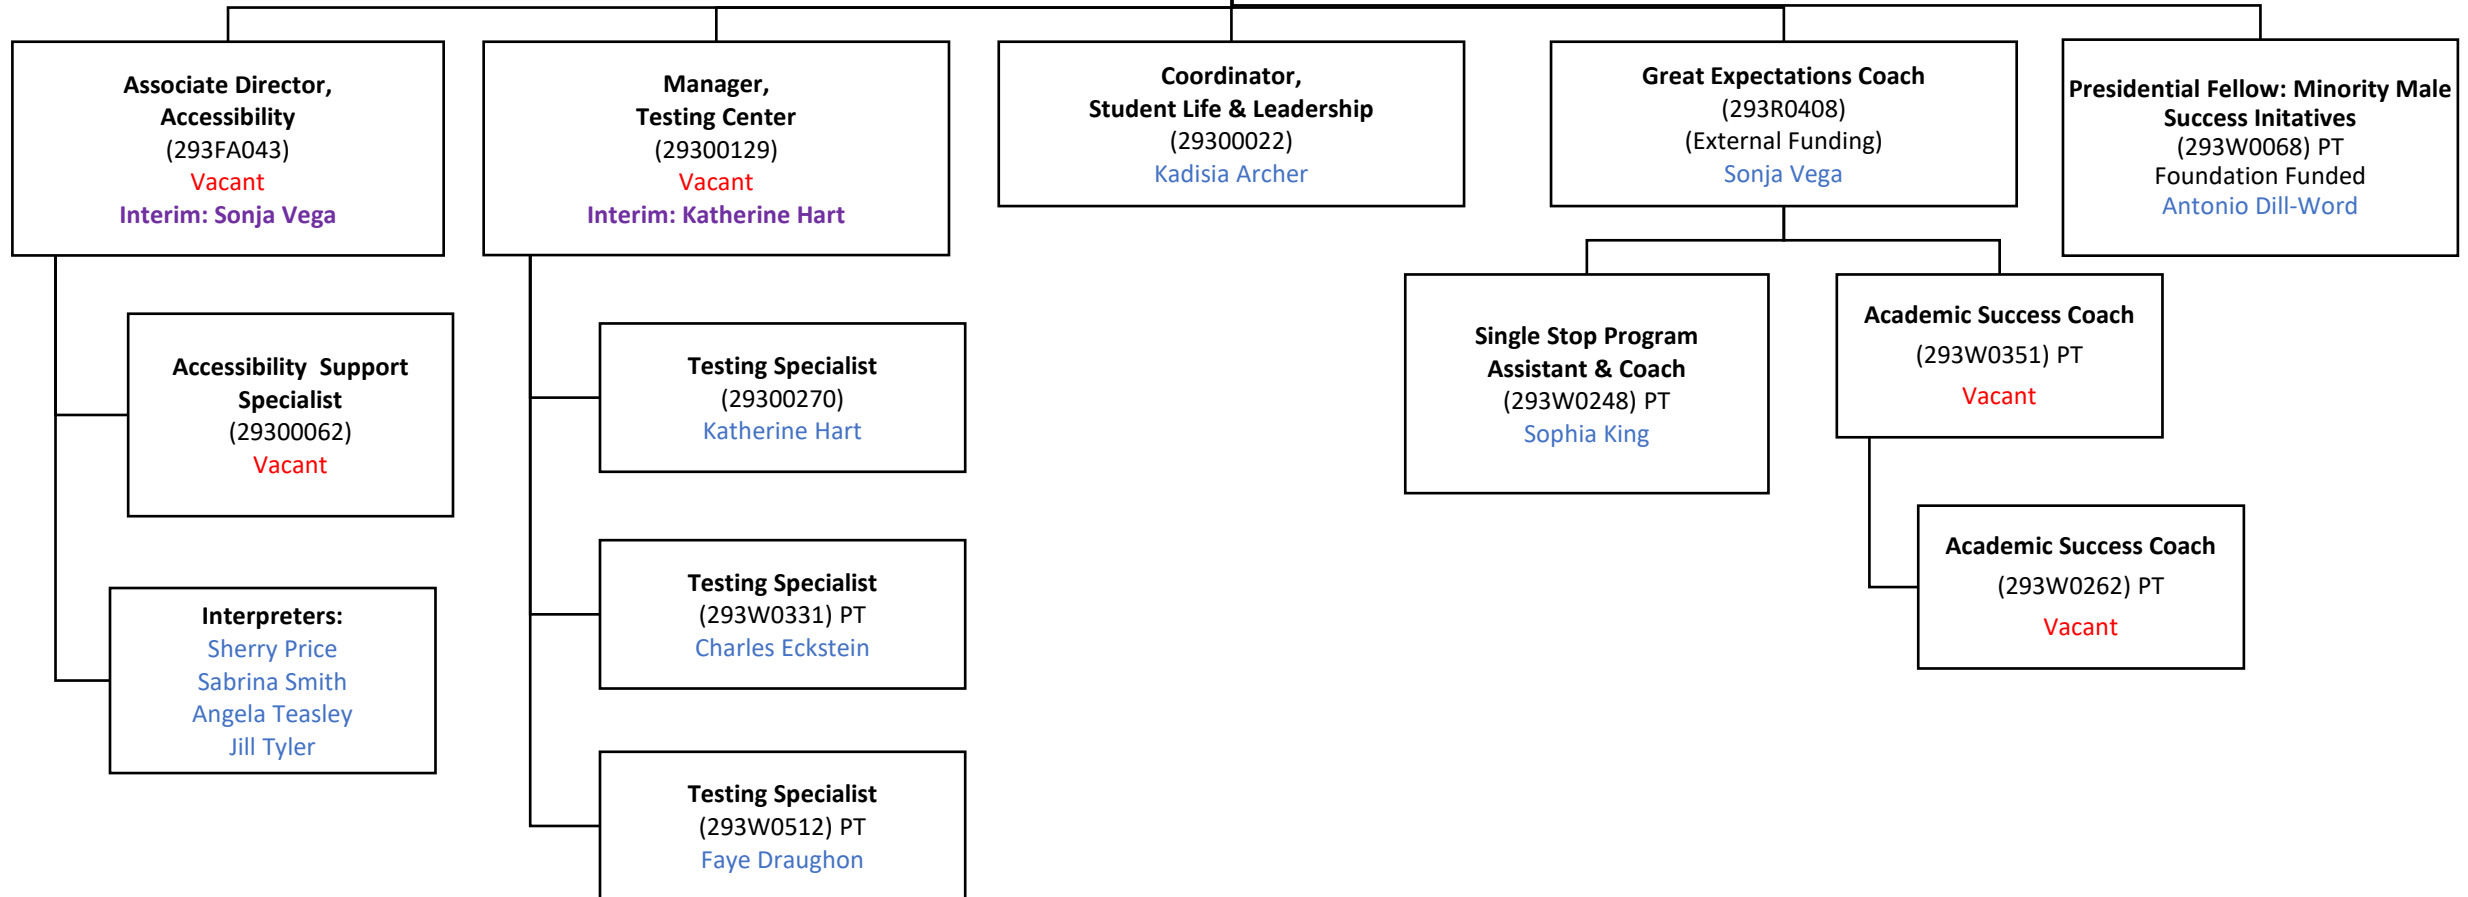 Associate Director,
Accessibility
(293FA043)
Vacant
Interim: Sonja Vega
Manager,
Testing Center
(29300129)
Vacant
Interim: Katherine Hart
Coordinator,
Student Life & Leadership
(29300022)
Kadisia Archer
Great Expectations Coach
(293R0408)
(External Funding)
Sonja Vega
Presidential Fellow: Minority Male
Success Initatives
(293W0068) PT
Foundation Funded
Antonio Dill-Word
Accessibility  Support
Specialist
(29300062)
Vacant
Interpreters:
Sherry Price
Sabrina Smith
Angela Teasley
Jill Tyler
Testing Specialist
(29300270)
Katherine Hart
Testing Specialist
(293W0331) PT
Charles Eckstein
Testing Specialist
(293W0512) PT
Faye Draughon
Single Stop Program
Assistant & Coach
(293W0248) PT
Sophia King
Academic Success Coach
(293W0351) PT
Vacant
Academic Success Coach
(293W0262) PT
Vacant